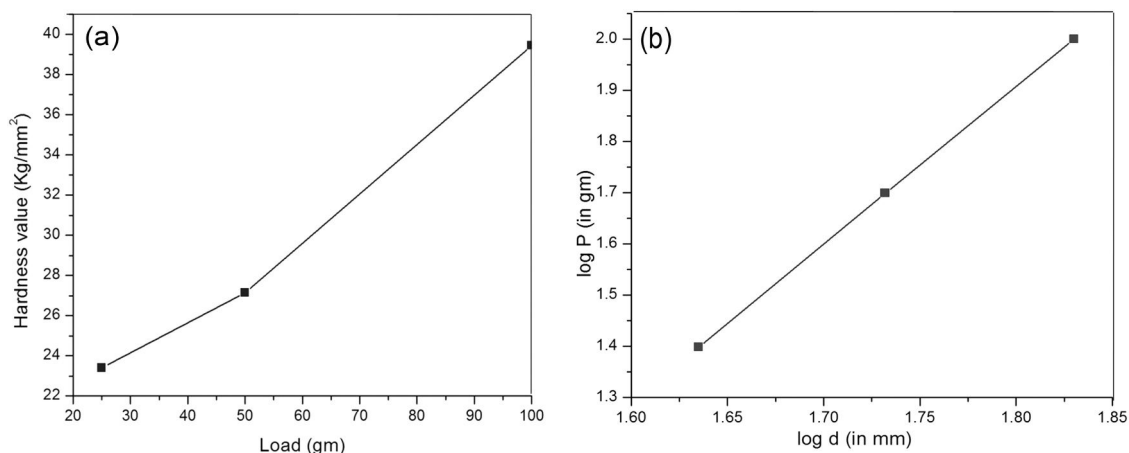 (a)
40
38
36
34
32
30
28
26
24
22
Hardness value (Kg/mm²)
20 30 40 50 60 70 80 90 100
Load (gm)
(b)
2.0
1.9
1.8
1.7
1.6
1.5
1.4
1.3
log P (in gm)
1.60 1.65 1.70 1.75 1.80 1.85
log d (in mm)